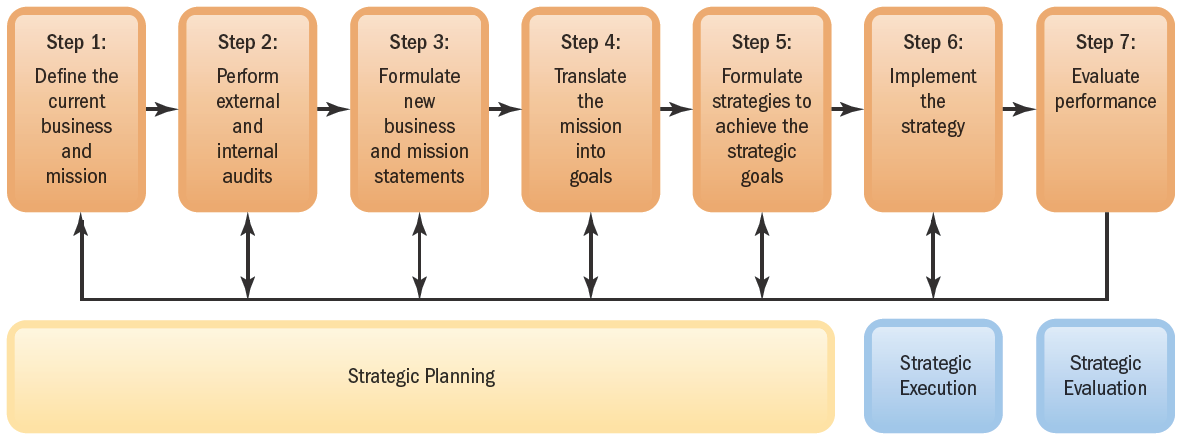 Step 1:
Define the
current
business
and
mission
Step 2:
Perform
external
and
internal
audits
Step 3:
Formulate
new
business
and mission
statements
Step 4:
Translate
the
mission
into
goals
Step 5:
Formulate
strategies to
achieve the
strategic
goals
Step 6:
Implement
the
strategy
Step 7:
Evaluate
performance
Strategic Planning
Strategic
Execution
Strategic
Evaluation